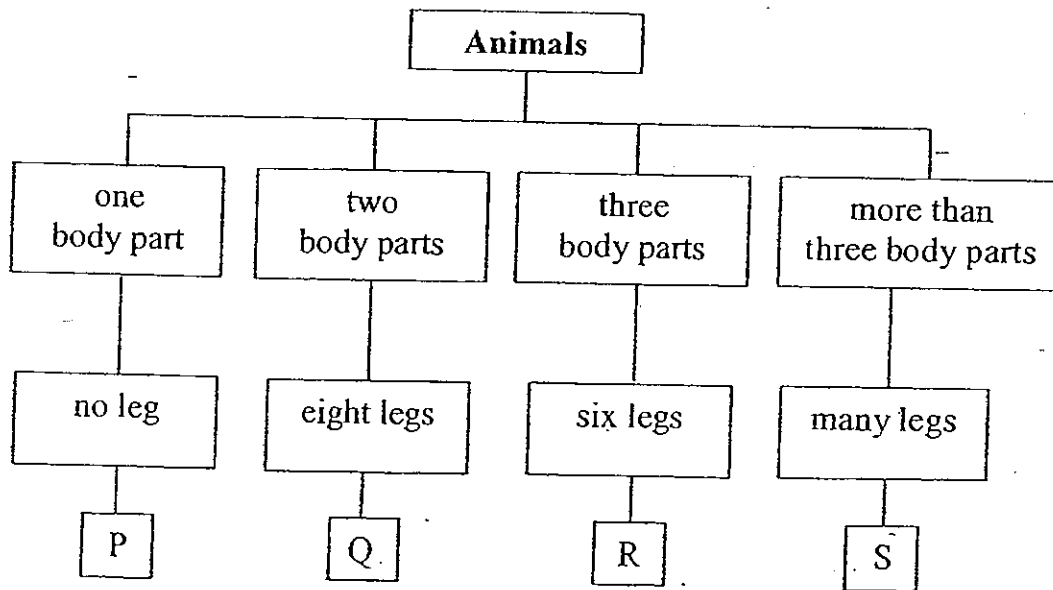 Animals
one
body part
two
body parts
three
body parts
more than
three body parts
no leg
eight legs
six legs
many legs
P
Q
R
S